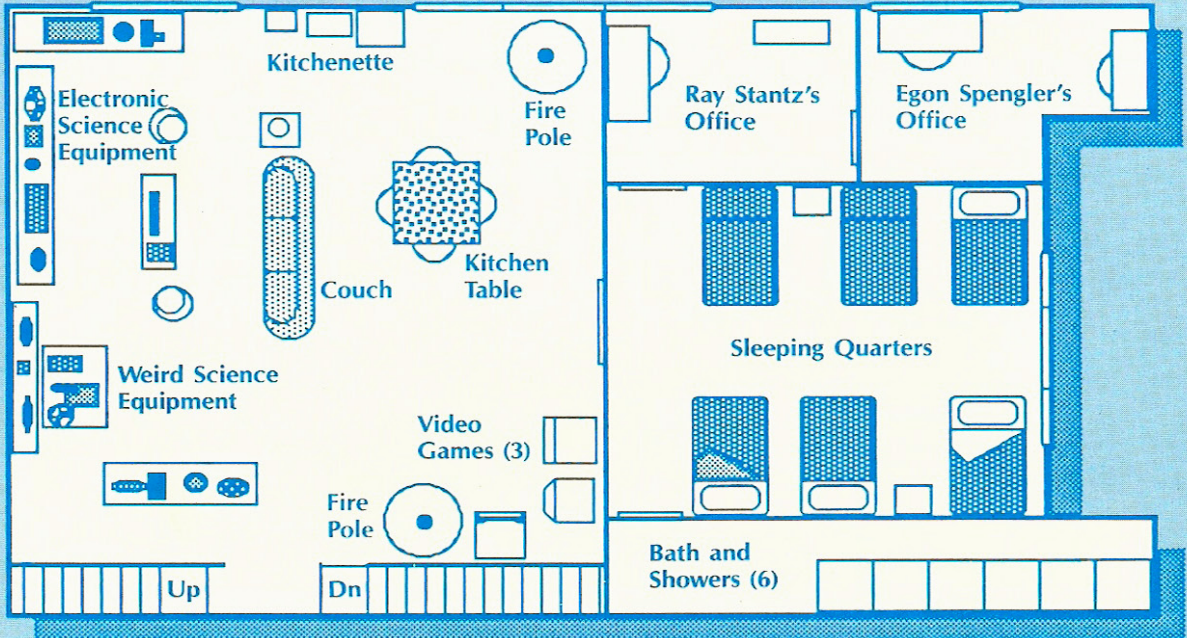 Kitchenette
Electronic
Science
Equipment
Fire
Pole
Ray Stantz's
Office
Egon Spengler's
Office
Kitchen
Table
Couch
Sleeping Quarters
Weird Science
Equipment
Video
Games (3)
Fire
Pole
Bath and
Showers (6)
Up
Dn